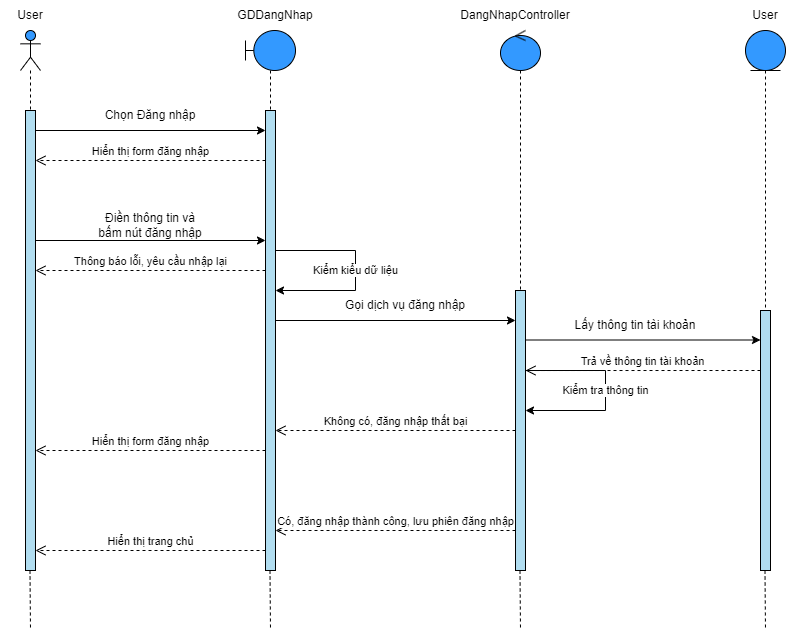 User
GDDangNhap
DangNhapController
User
Chọn Đăng nhập
Hiển thị form đăng nhập
Điền thông tin và
bấm nút đăng nhập
Thông báo lỗi, yêu cầu nhập lại
Kiểm kiểu dữ liệu
Gọi dịch vụ đăng nhập
Lấy thông tin tài khoản
Trả về thông tin tài khoản
Kiểm tra thông tin
Không có, đăng nhập thất bại
Hiển thị form đăng nhập
Có, đăng nhập thành công, lưu phiên đăng nhập
Hiển thị trang chủ